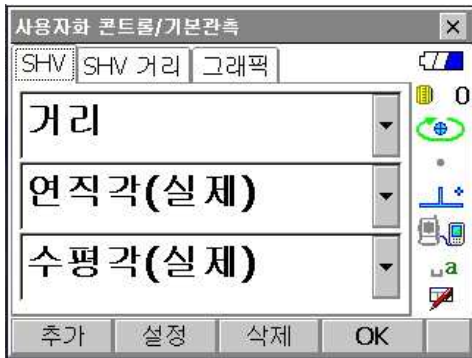 사용자화 콘트롤/기본관측
SHV SHV 거리 그래픽
거리
0
연직각(실제)
수평각(실제)
a
추가 설정 삭제 OK